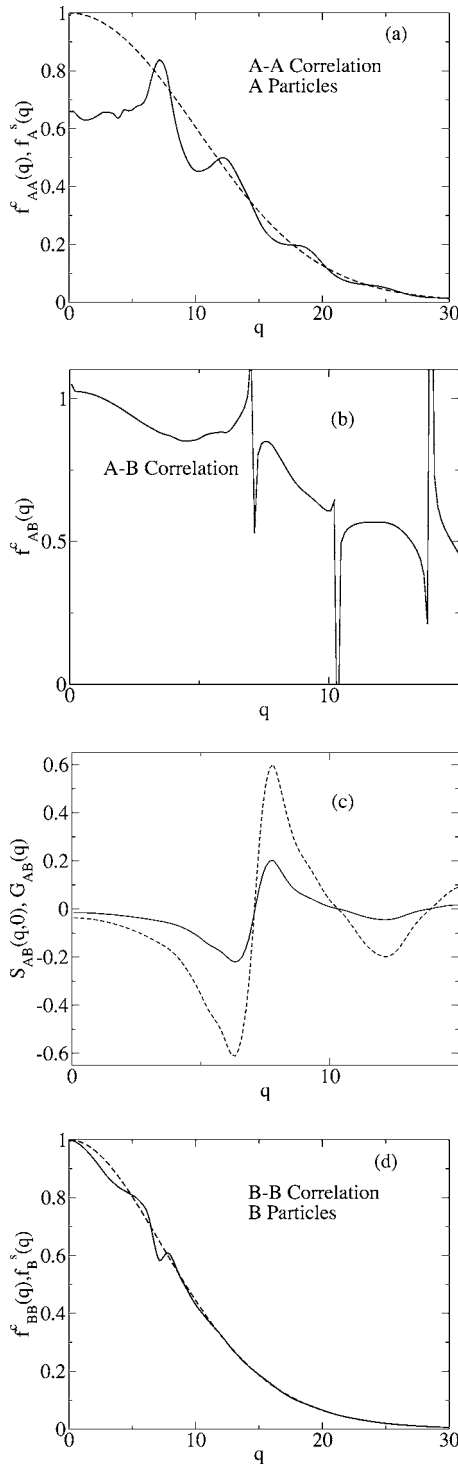 (a)
A-A Correlation
A Particles
f^c_AA(q), f_A^s(q)
1
0.8
0.6
0.4
0.2
0
0 10 20 30
q
(b)
A-B Correlation
f^c_AB(q)
1
0.5
0
0 10
q
(c)
S_AB(q,0), G_AB(q)
0.6
0.4
0.2
0
-0.2
-0.4
-0.6
0 10
q
(d)
B-B Correlation
B Particles
f^c_BB(q),f_B^s(q)
1
0.8
0.6
0.4
0.2
0
0 10 20 30
q